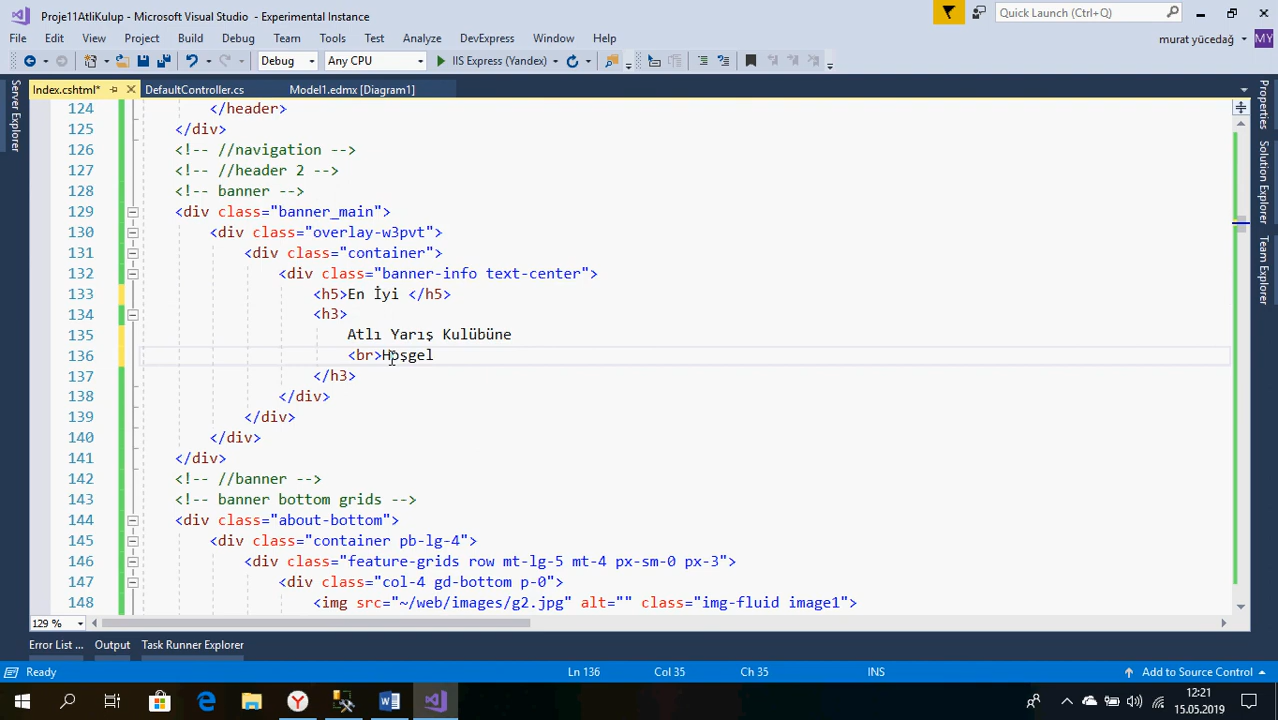 Proje11AtliKulup - Microsoft Visual Studio - Experimental Instance
Quick Launch (Ctrl+Q)
File Edit View Project Build Debug Team Tools Test Analyze DevExpress Window Help
murat yücedağ MY
Debug Any CPU IIS Express (Yandex)
Index.cshtml* DefaultController.cs Model1.edmx [Diagram1]
Server Explorer
Properties
Solution Explorer
Team Explorer
124 </header>
125 </div>
126 <!-- //navigation -->
127 <!-- //header 2 -->
128 <!-- banner -->
129 <div class="banner_main">
130 <div class="overlay-w3pvt">
131 <div class="container">
132 <div class="banner-info text-center">
133 <h5>En İyi </h5>
134 <h3>
135 Atlı Yarış Kulübüne
136 <br>Hoşgel
137 </h3>
138 </div>
139 </div>
140 </div>
141 </div>
142 <!-- //banner -->
143 <!-- banner bottom grids -->
144 <div class="about-bottom">
145 <div class="container pb-lg-4">
146 <div class="feature-grids row mt-lg-5 mt-4 px-sm-0 px-3">
147 <div class="col-4 gd-bottom p-0">
148 <img src="~/web/images/g2.jpg" alt="" class="img-fluid image1">
129 %
Error List ... Output Task Runner Explorer
Ready Ln 136 Col 35 Ch 35 INS Add to Source Control
12:21
15.05.2019